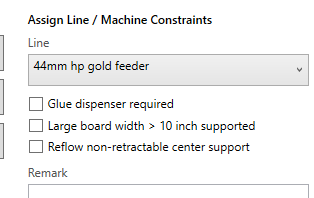 Assign Line / Machine Constraints
Line
44mm hp gold feeder
Glue dispenser required
Large board width > 10 inch supported
Reflow non-retractable center support
Remark